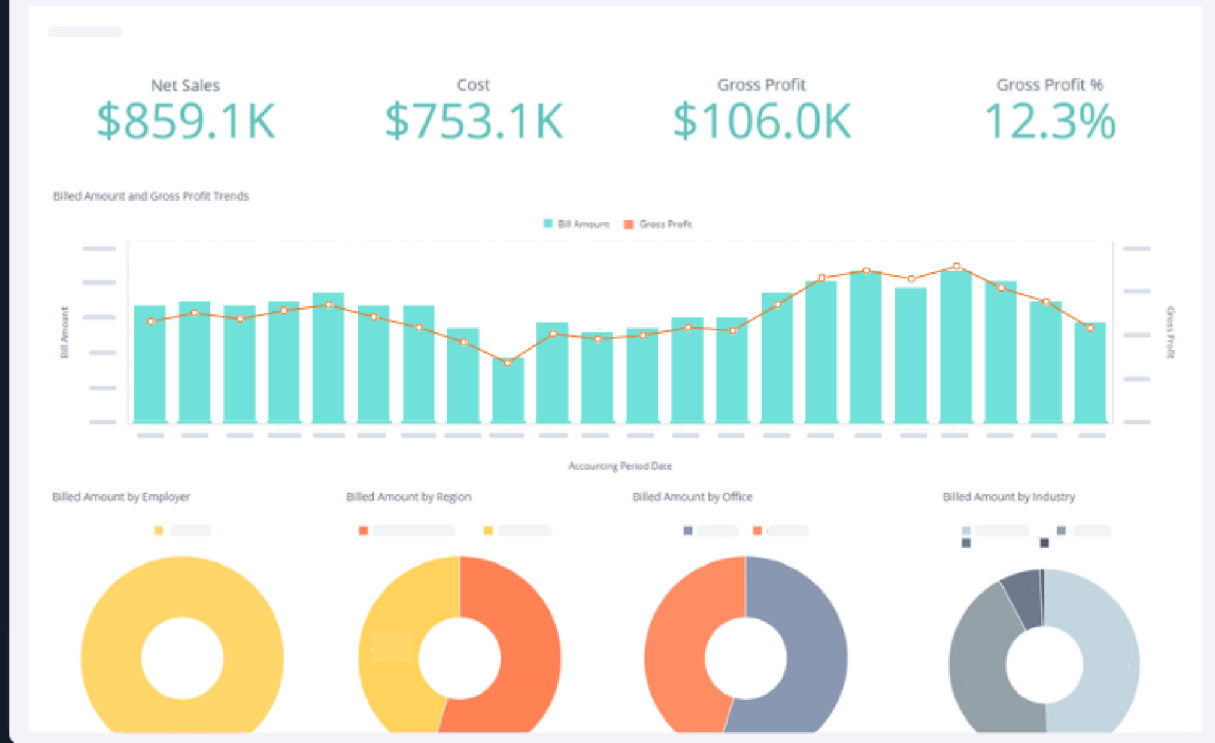 Net Sales
Cost
Gross Profit
Gross Profit %
$859.1K
$753.1K
$106.0K
12.3%
Billed Amount and Gross Profit Trends
Bill Amount
Gross Profit
Bill Amount
Gross Profit
Accounting Period Date
Billed Amount by Employer
Billed Amount by Region
Billed Amount by Office
Billed Amount by Industry